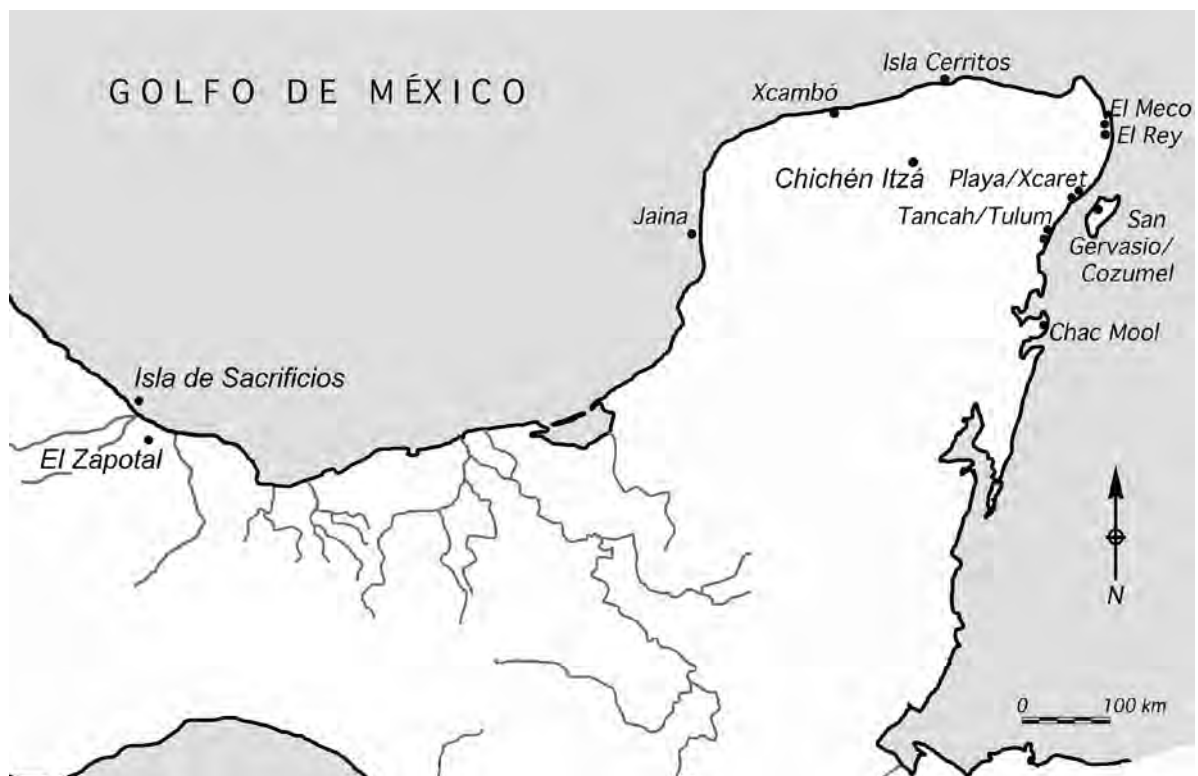 GOLFO DE MÉXICO
Isla Cerritos
Xcambó
El Meco
El Rey
Chichén Itzá
Playa/Xcaret
Jaina
Tancah/Tulum
San
Gervasio/
Cozumel
Chac Mool
Isla de Sacrificios
El Zapotal
N
0 100 km